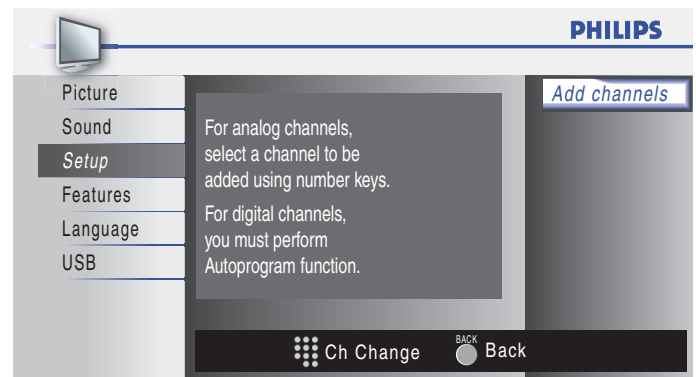 PHILIPS
Picture
Sound
Setup
Features
Language
USB
For analog channels,
select a channel to be
added using number keys.
For digital channels,
you must perform
Autoprogram function.
Add channels
Ch Change BACK Back